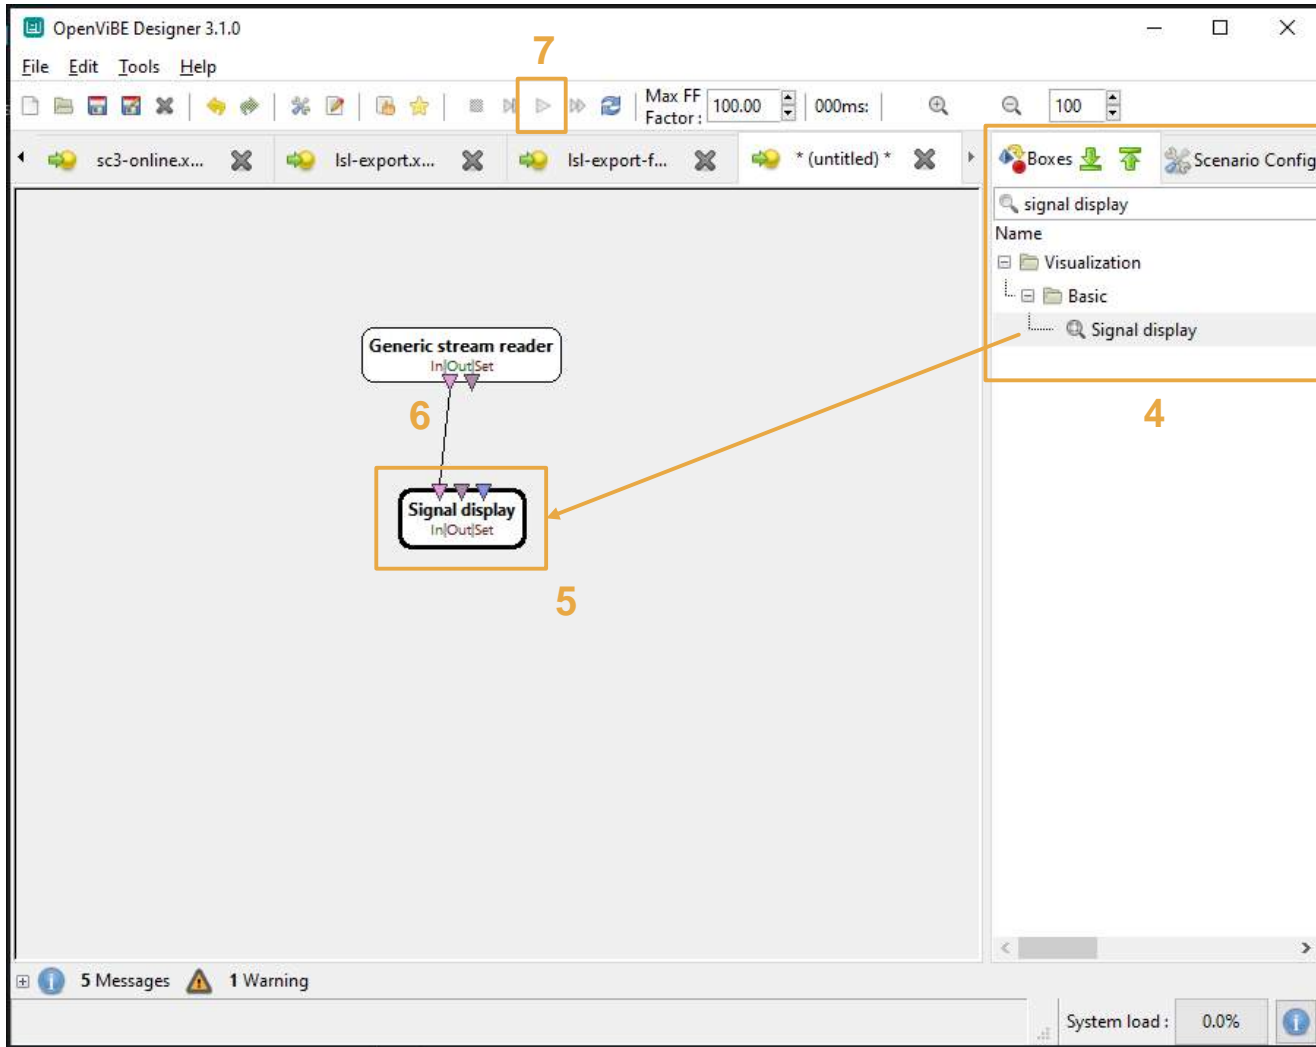 OpenViBE Designer 3.1.0
7
File Edit Tools Help
Max FF
Factor : 100.00 000ms: 100
sc3-online.x... lsl-export.x... lsl-export-f... * (untitled) * Boxes Scenario Config
signal display
Name
Visualization
Basic
Signal display
Generic stream reader
In|Out|Set
6
4
Signal display
In|Out|Set
5
5 Messages 1 Warning
System load : 0.0%